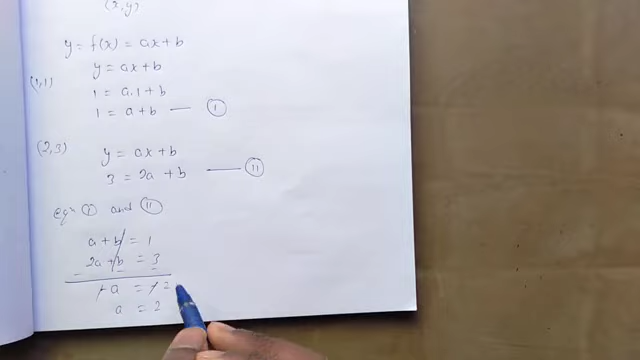 (x,y)
y = f(x) = ax + b
y = ax + b
(1,1)
1 = a.1 + b
1 = a + b — I
(2,3) y = ax + b
3 = 2a + b — II
eqn I and II
a + b = 1
2a + b = 3
- - -
-a = -2
a = 2